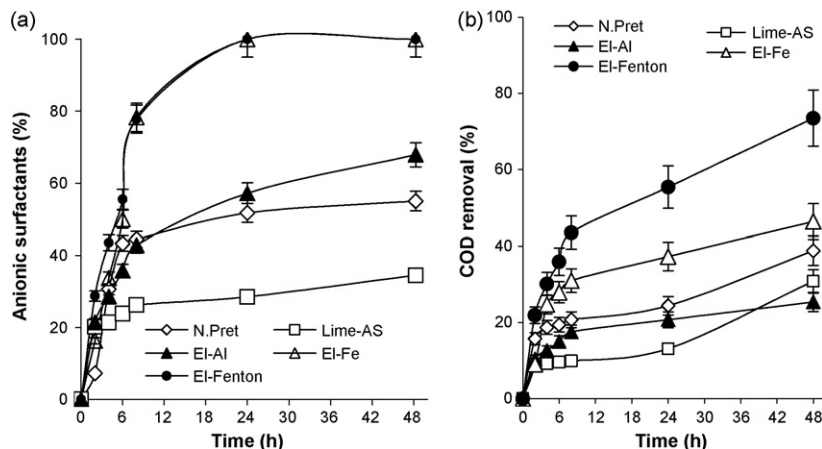 (a)
100
80
60
40
20
0
Anionic surfactants (%)
N.Pret
Lime-AS
El-Al
El-Fe
El-Fenton
0 6 12 18 24 30 36 42 48
Time (h)
(b)
100
80
60
40
20
0
COD removal (%)
N.Pret
Lime-AS
El-Al
El-Fe
El-Fenton
0 6 12 18 24 30 36 42 48
Time (h)